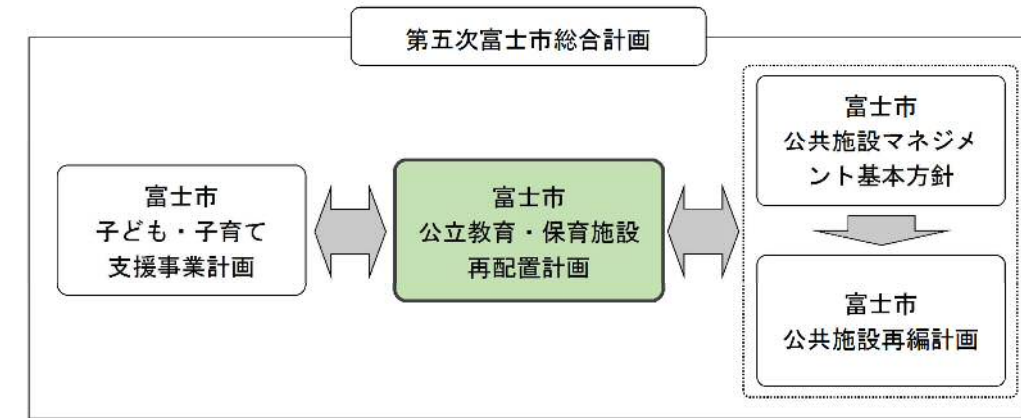 第五次富士市総合計画
富士市
子ども・子育て
支援事業計画
富士市
公立教育・保育施設
再配置計画
富士市
公共施設マネジメ
ント基本方針
富士市
公共施設再編計画